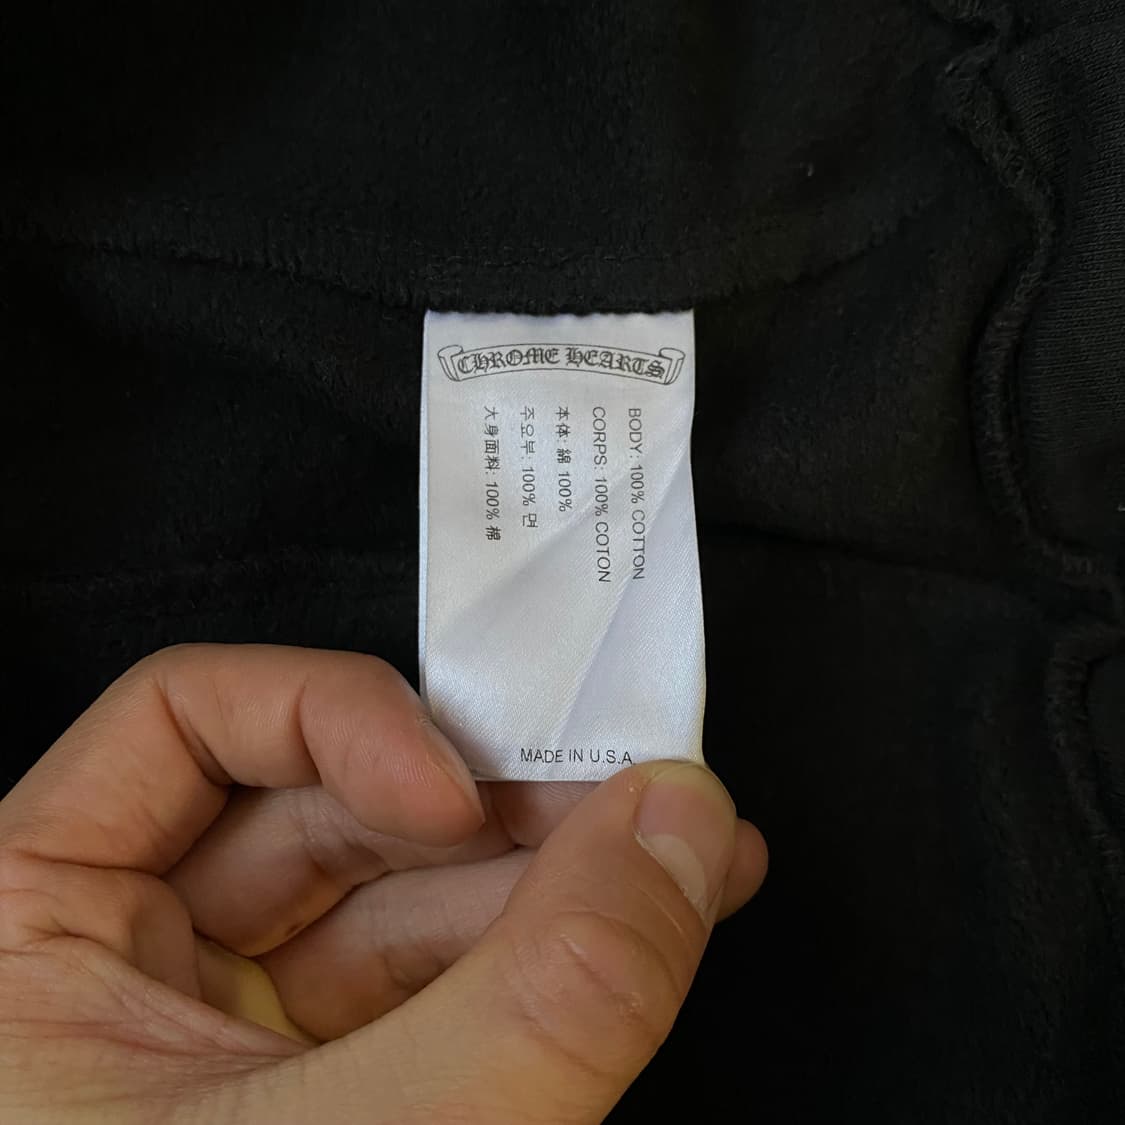 CHROME HEARTS
BODY: 100% COTTON
CORPS: 100% COTON
本体: 綿 100%
주요부: 100% 면
大身面料: 100% 棉
MADE IN U.S.A.